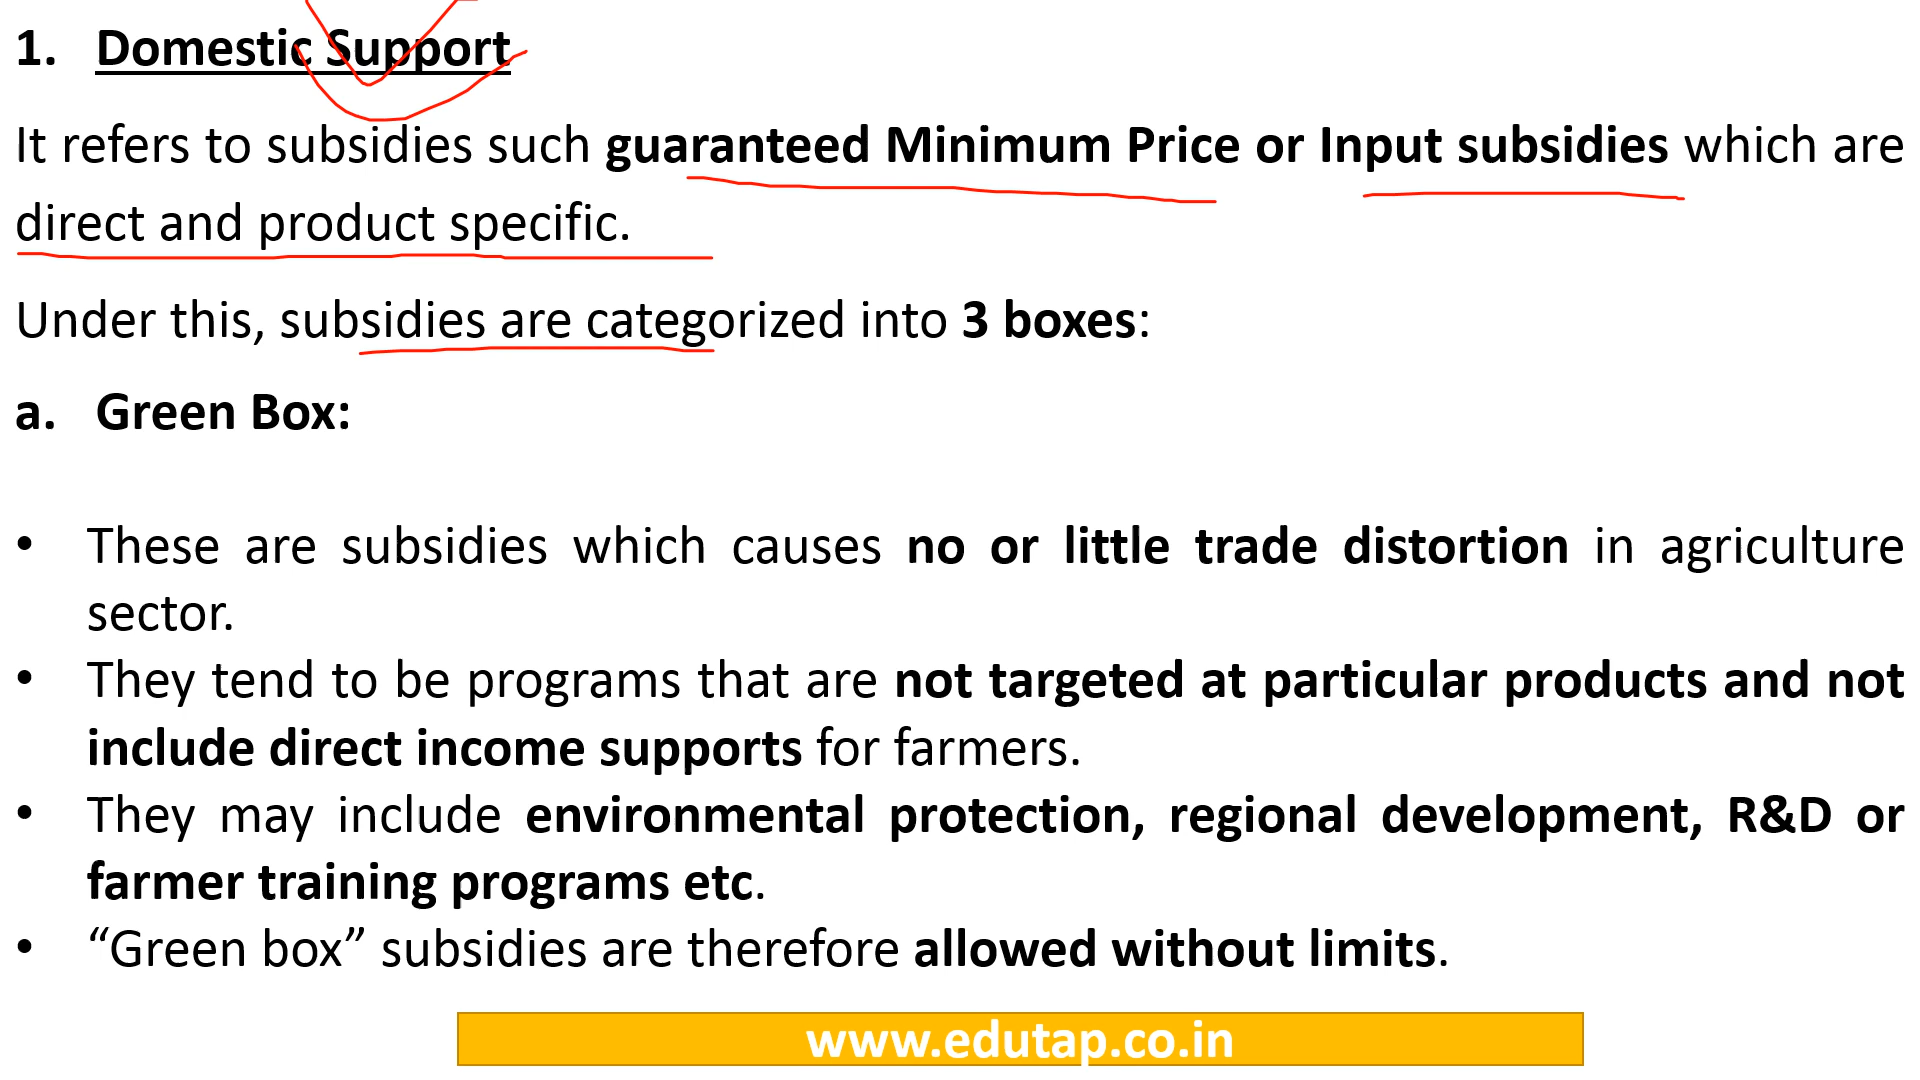 1. Domestic Support
It refers to subsidies such guaranteed Minimum Price or Input subsidies which are
direct and product specific.
Under this, subsidies are categorized into 3 boxes:
a. Green Box:
• These are subsidies which causes no or little trade distortion in agriculture
sector.
• They tend to be programs that are not targeted at particular products and not
include direct income supports for farmers.
• They may include environmental protection, regional development, R&D or
farmer training programs etc.
• “Green box” subsidies are therefore allowed without limits.
www.edutap.co.in